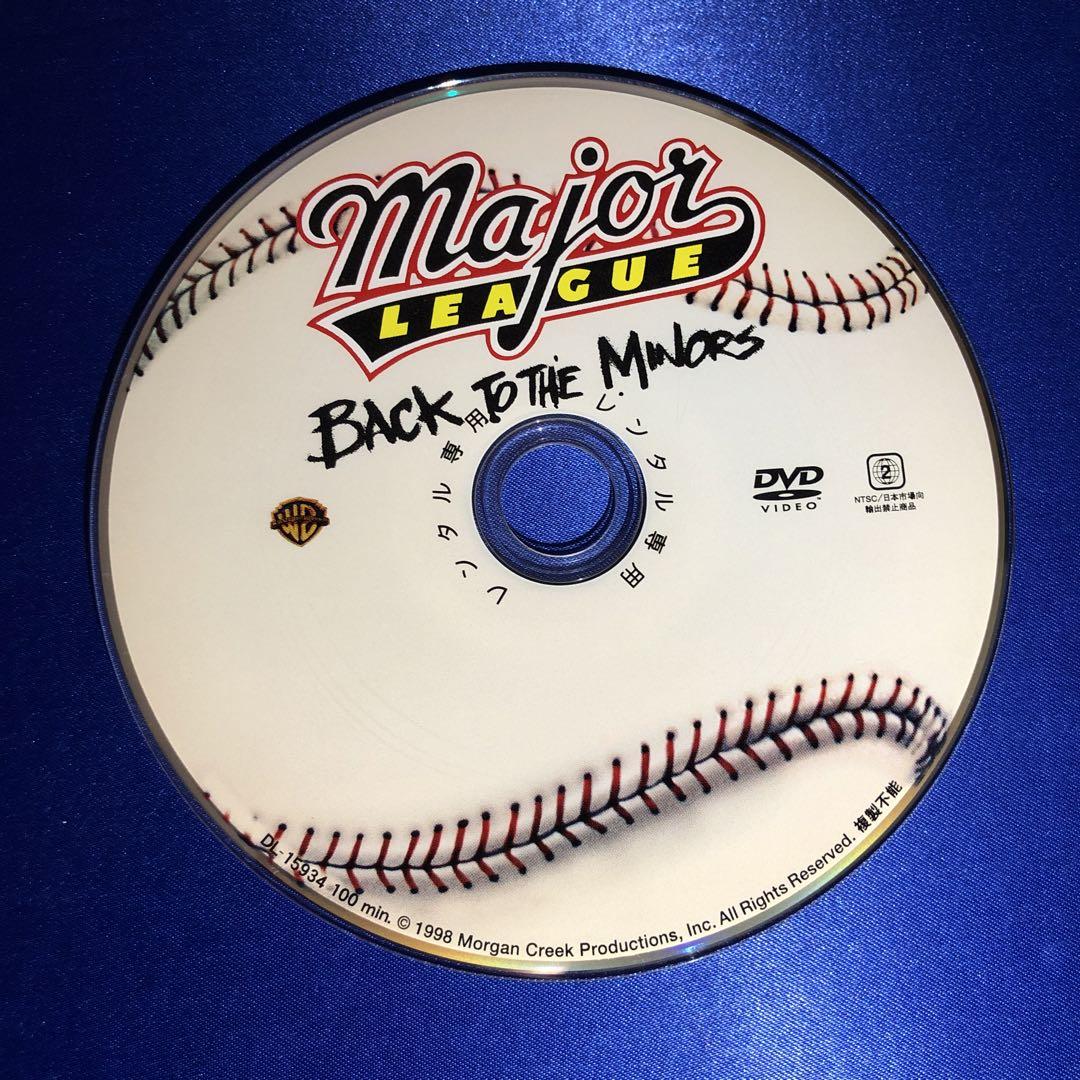 Major
LEAGUE
BACK TO THE MINORS
レンタル専用
レンタル専用
WB
DVD
VIDEO™
2
NTSC/日本市場向
輸出禁止商品
DL-15934 100 min. © 1998 Morgan Creek Productions, Inc. All Rights Reserved. 複製不能